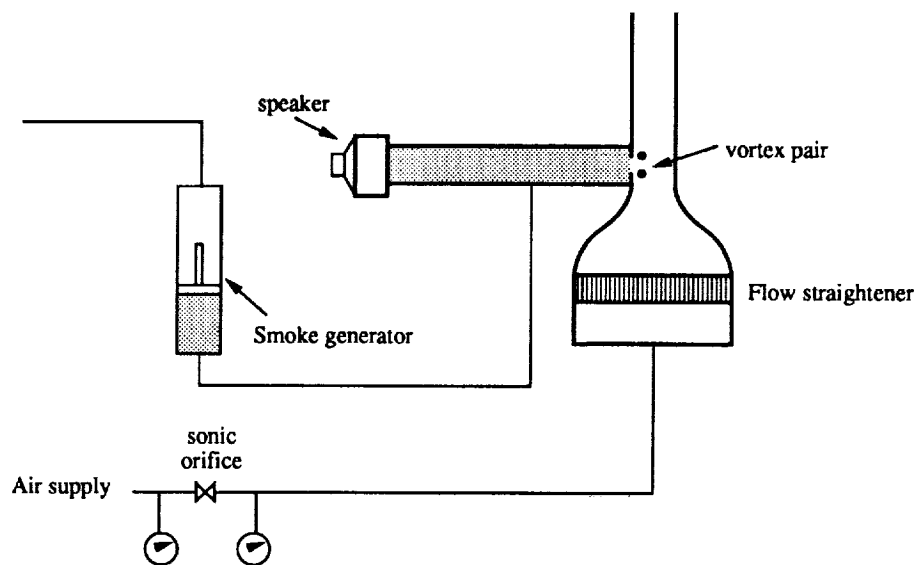 speaker
vortex pair
Flow straightener
Smoke generator
sonic
orifice
Air supply